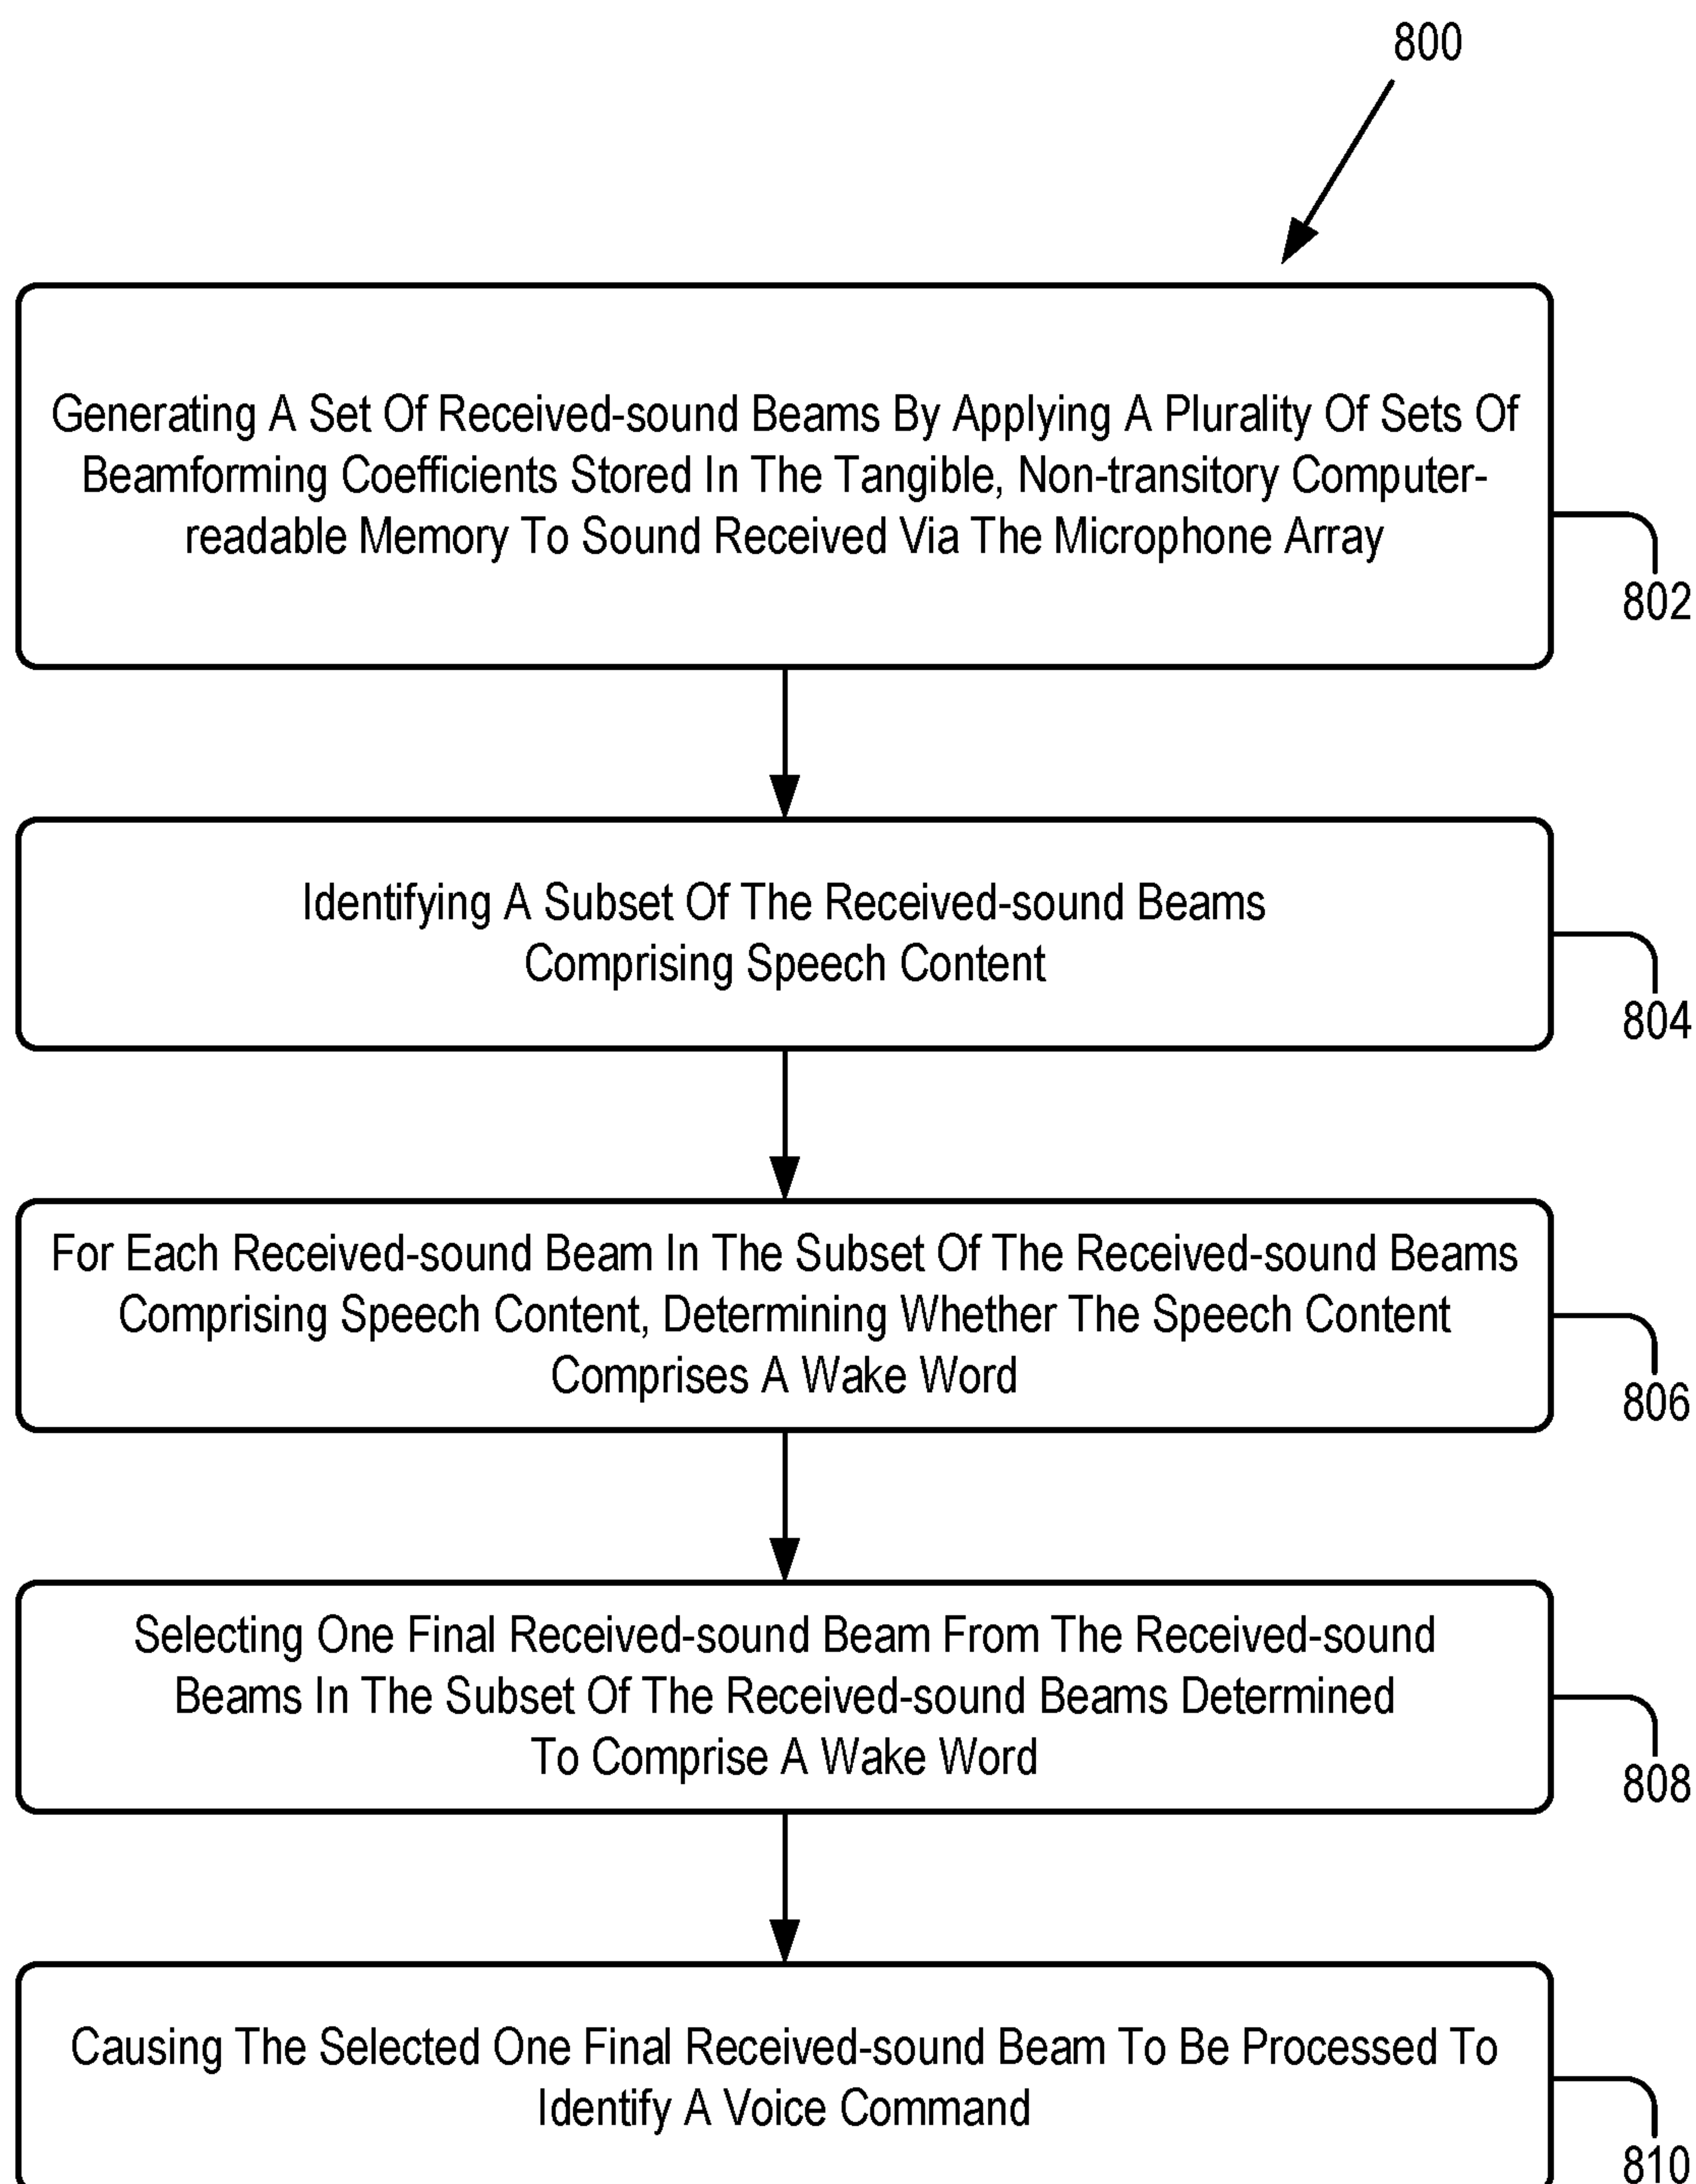 800
Generating A Set Of Received-sound Beams By Applying A Plurality Of Sets Of
Beamforming Coefficients Stored In The Tangible, Non-transitory Computer-
readable Memory To Sound Received Via The Microphone Array
802
Identifying A Subset Of The Received-sound Beams
Comprising Speech Content
804
For Each Received-sound Beam In The Subset Of The Received-sound Beams
Comprising Speech Content, Determining Whether The Speech Content
Comprises A Wake Word
806
Selecting One Final Received-sound Beam From The Received-sound
Beams In The Subset Of The Received-sound Beams Determined
To Comprise A Wake Word
808
Causing The Selected One Final Received-sound Beam To Be Processed To
Identify A Voice Command
810